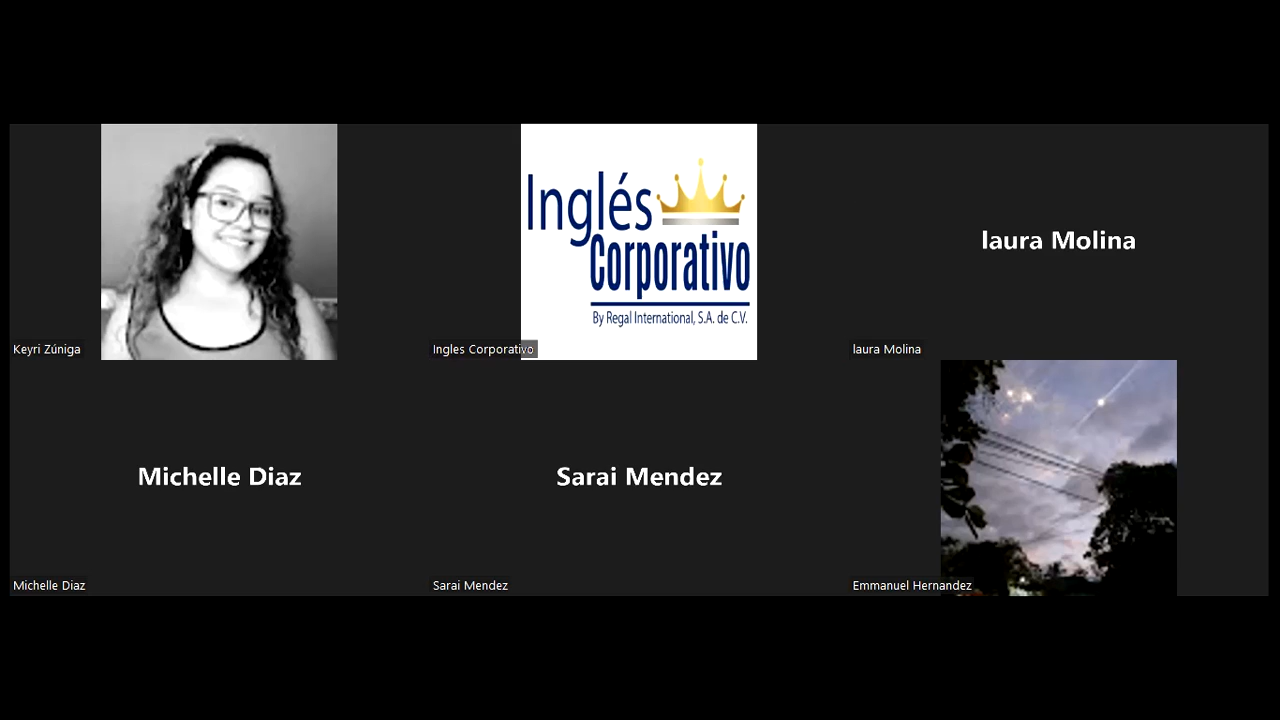 Inglés
Corporativo
By Regal International, S.A. de C.V.
laura Molina
Keyri Zúniga
Ingles Corporativo
laura Molina
Michelle Diaz
Sarai Mendez
Michelle Diaz
Sarai Mendez
Emmanuel Hernandez